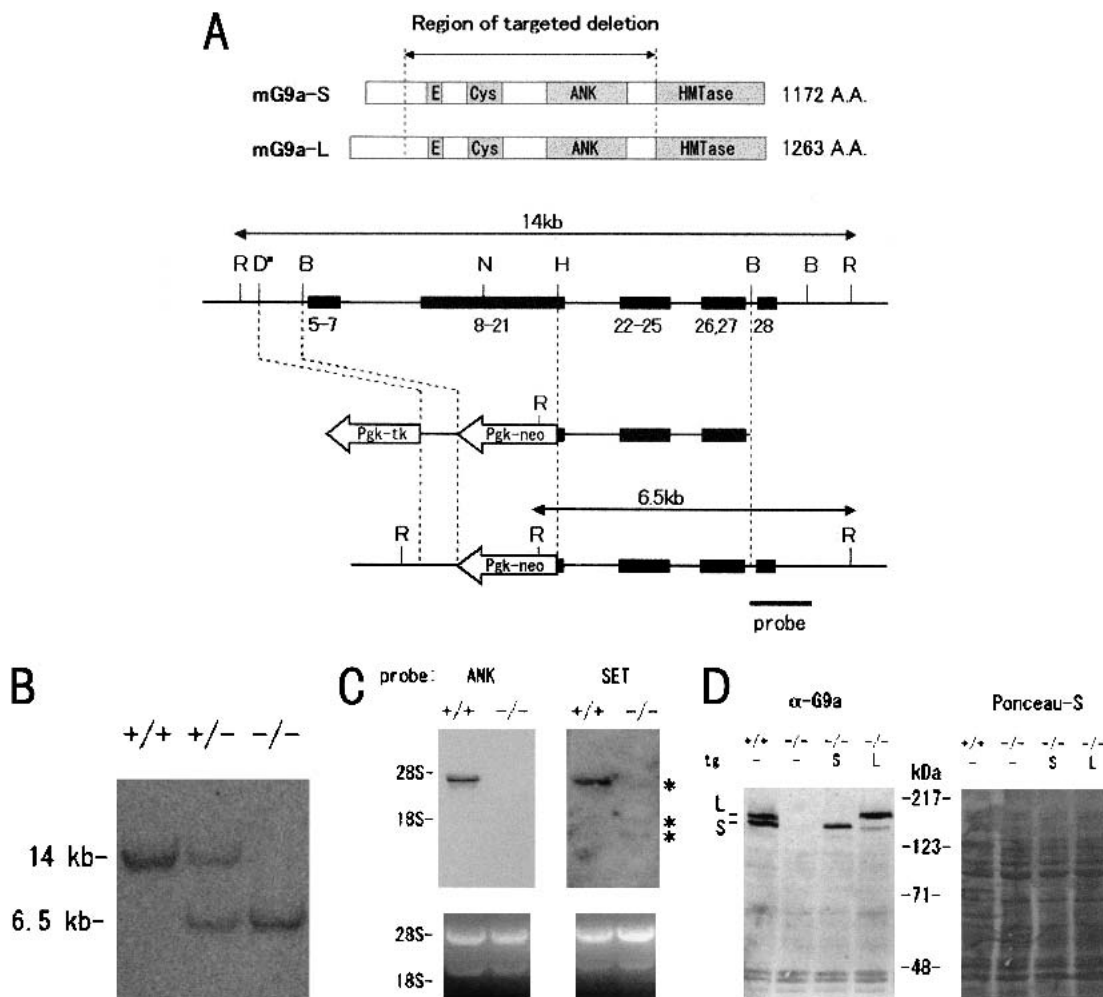 A
Region of targeted deletion
mG9a-S E Cys ANK HMTase 1172 A.A.
mG9a-L E Cys ANK HMTase 1263 A.A.
14kb
R D* B N H B B R
5-7 8-21 22-25 26,27 28
R
Pgk-tk Pgk-neo
6.5kb
R R R
Pgk-neo
probe
B
+/+ +/- -/-
14 kb-
6.5 kb-
C
probe: ANK SET
+/+ -/- +/+ -/-
28S- *
18S- *
*
28S-
18S-
D
α-G9a Ponceau-S
+/+ -/- -/- -/- +/+ -/- -/- -/-
tg - - S L kDa - - S L
L -217-
S
-123-
-71-
-48-